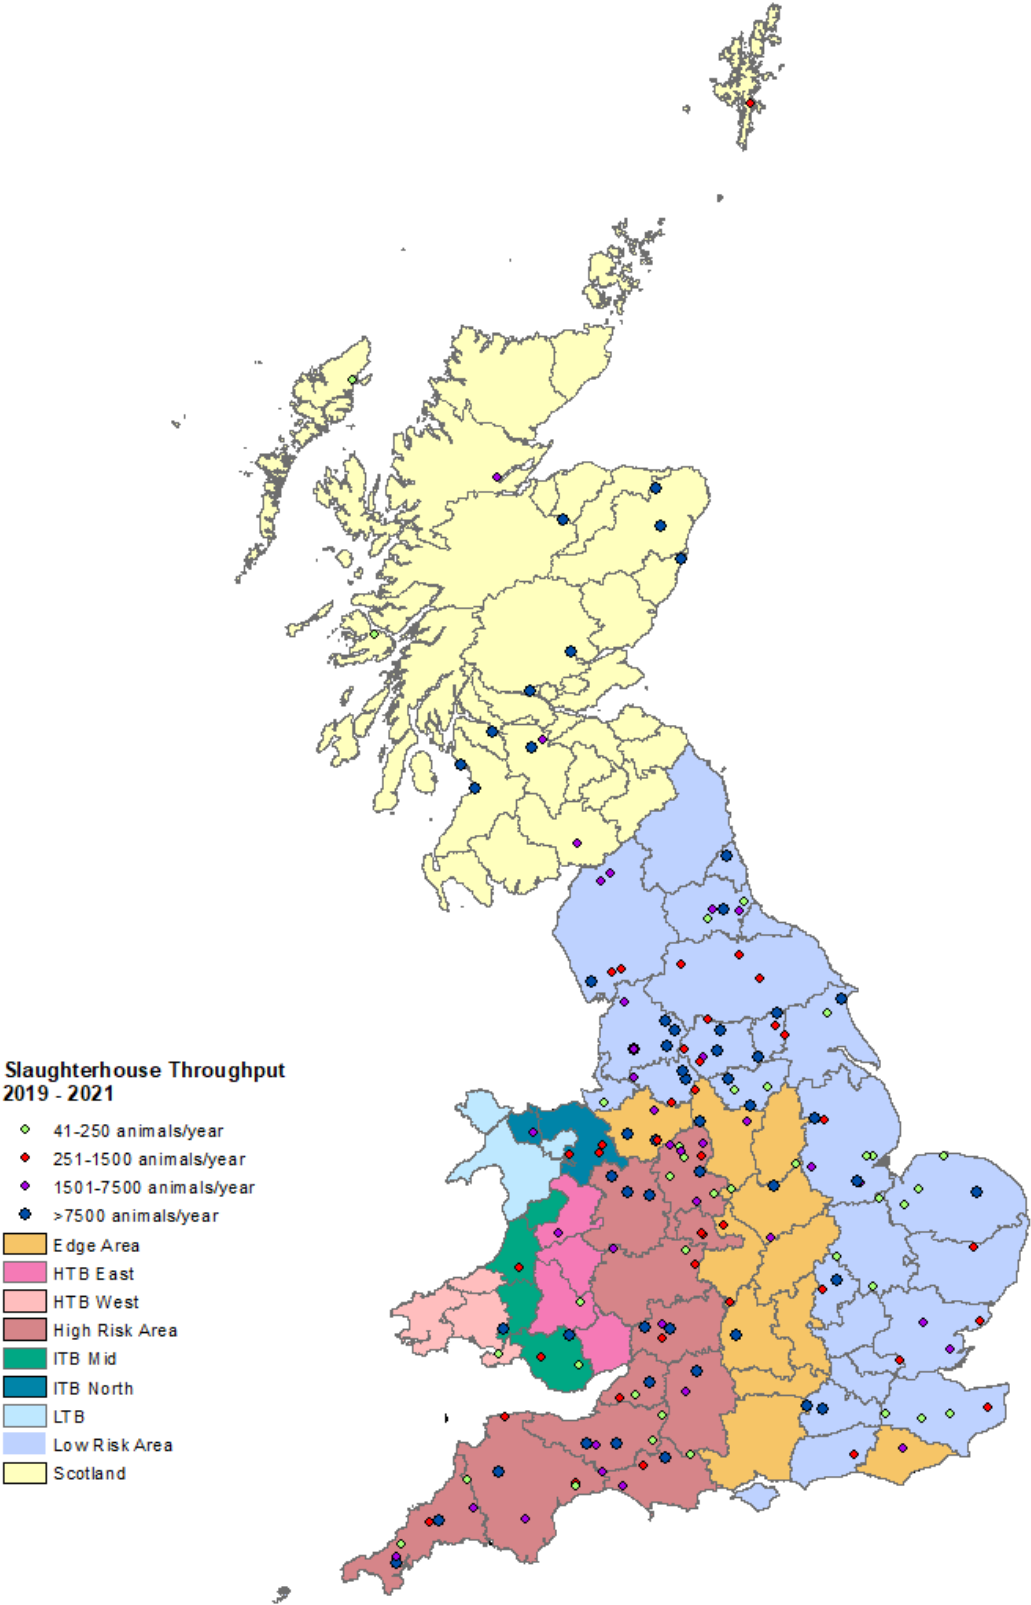 Slaughterhouse Throughput
2019 - 2021
41-250 animals/year
251-1500 animals/year
1501-7500 animals/year
>7500 animals/year
Edge Area
HTB East
HTB West
High Risk Area
ITB Mid
ITB North
LTB
Low Risk Area
Scotland